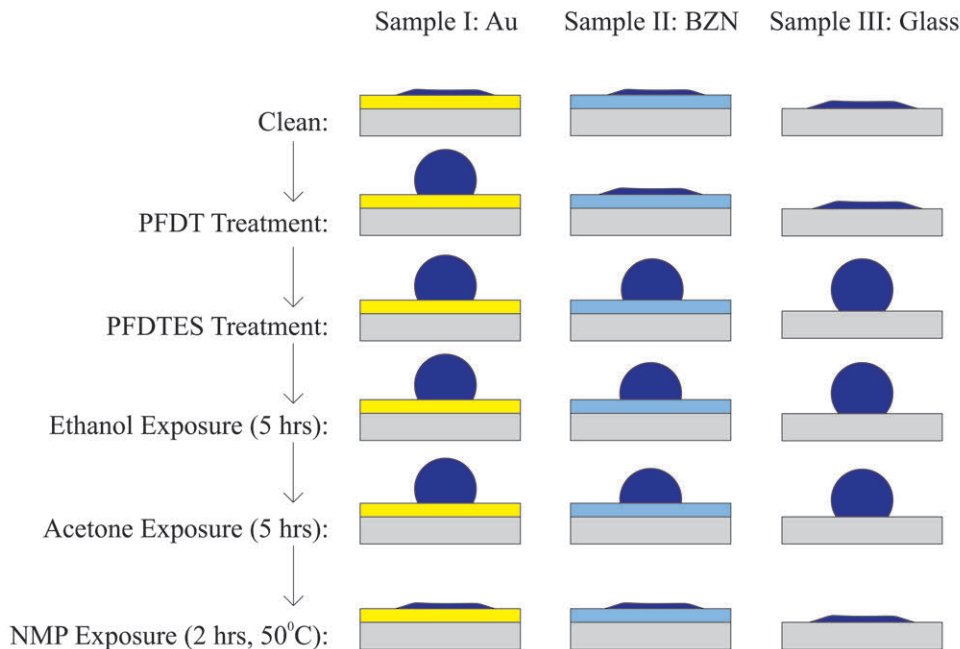 Sample I: Au Sample II: BZN Sample III: Glass
Clean:
PFDT Treatment:
PFDTES Treatment:
Ethanol Exposure (5 hrs):
Acetone Exposure (5 hrs):
NMP Exposure (2 hrs, 50⁰C):